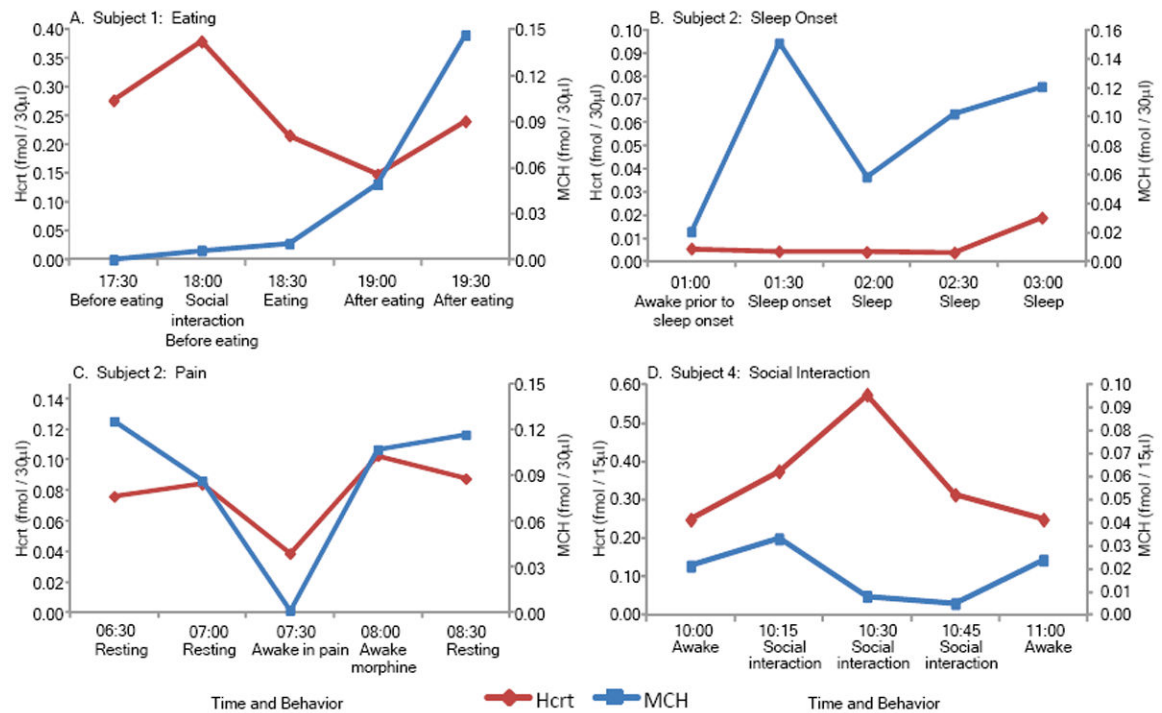 A. Subject 1: Eating
Hcrt (fmol / 30µl)
0.40
0.35
0.30
0.25
0.20
0.15
0.10
0.05
0.00
MCH (fmol / 30µl)
0.15
0.12
0.09
0.06
0.03
0.00
17:30 18:00 18:30 19:00 19:30
Before eating Social Eating After eating After eating
interaction
Before eating
B. Subject 2: Sleep Onset
Hcrt (fmol / 30µl)
0.10
0.09
0.08
0.07
0.06
0.05
0.04
0.03
0.02
0.01
0.00
MCH (fmol / 30µl)
0.16
0.14
0.12
0.10
0.08
0.06
0.04
0.02
0.00
01:00 01:30 02:00 02:30 03:00
Awake prior to Sleep onset Sleep Sleep Sleep
sleep onset
C. Subject 2: Pain
Hcrt (fmol / 30µl)
0.14
0.12
0.10
0.08
0.06
0.04
0.02
0.00
MCH (fmol / 30µl)
0.15
0.12
0.09
0.06
0.03
0.00
06:30 07:00 07:30 08:00 08:30
Resting Resting Awake in pain Awake Resting
morphine
Time and Behavior
D. Subject 4: Social Interaction
Hcrt (fmol / 15µl)
0.60
0.50
0.40
0.30
0.20
0.10
0.00
MCH (fmol / 15µl)
0.10
0.09
0.08
0.07
0.06
0.05
0.04
0.03
0.02
0.01
0.00
10:00 10:15 10:30 10:45 11:00
Awake Social Social Social Awake
interaction interaction interaction
Time and Behavior
Hcrt MCH